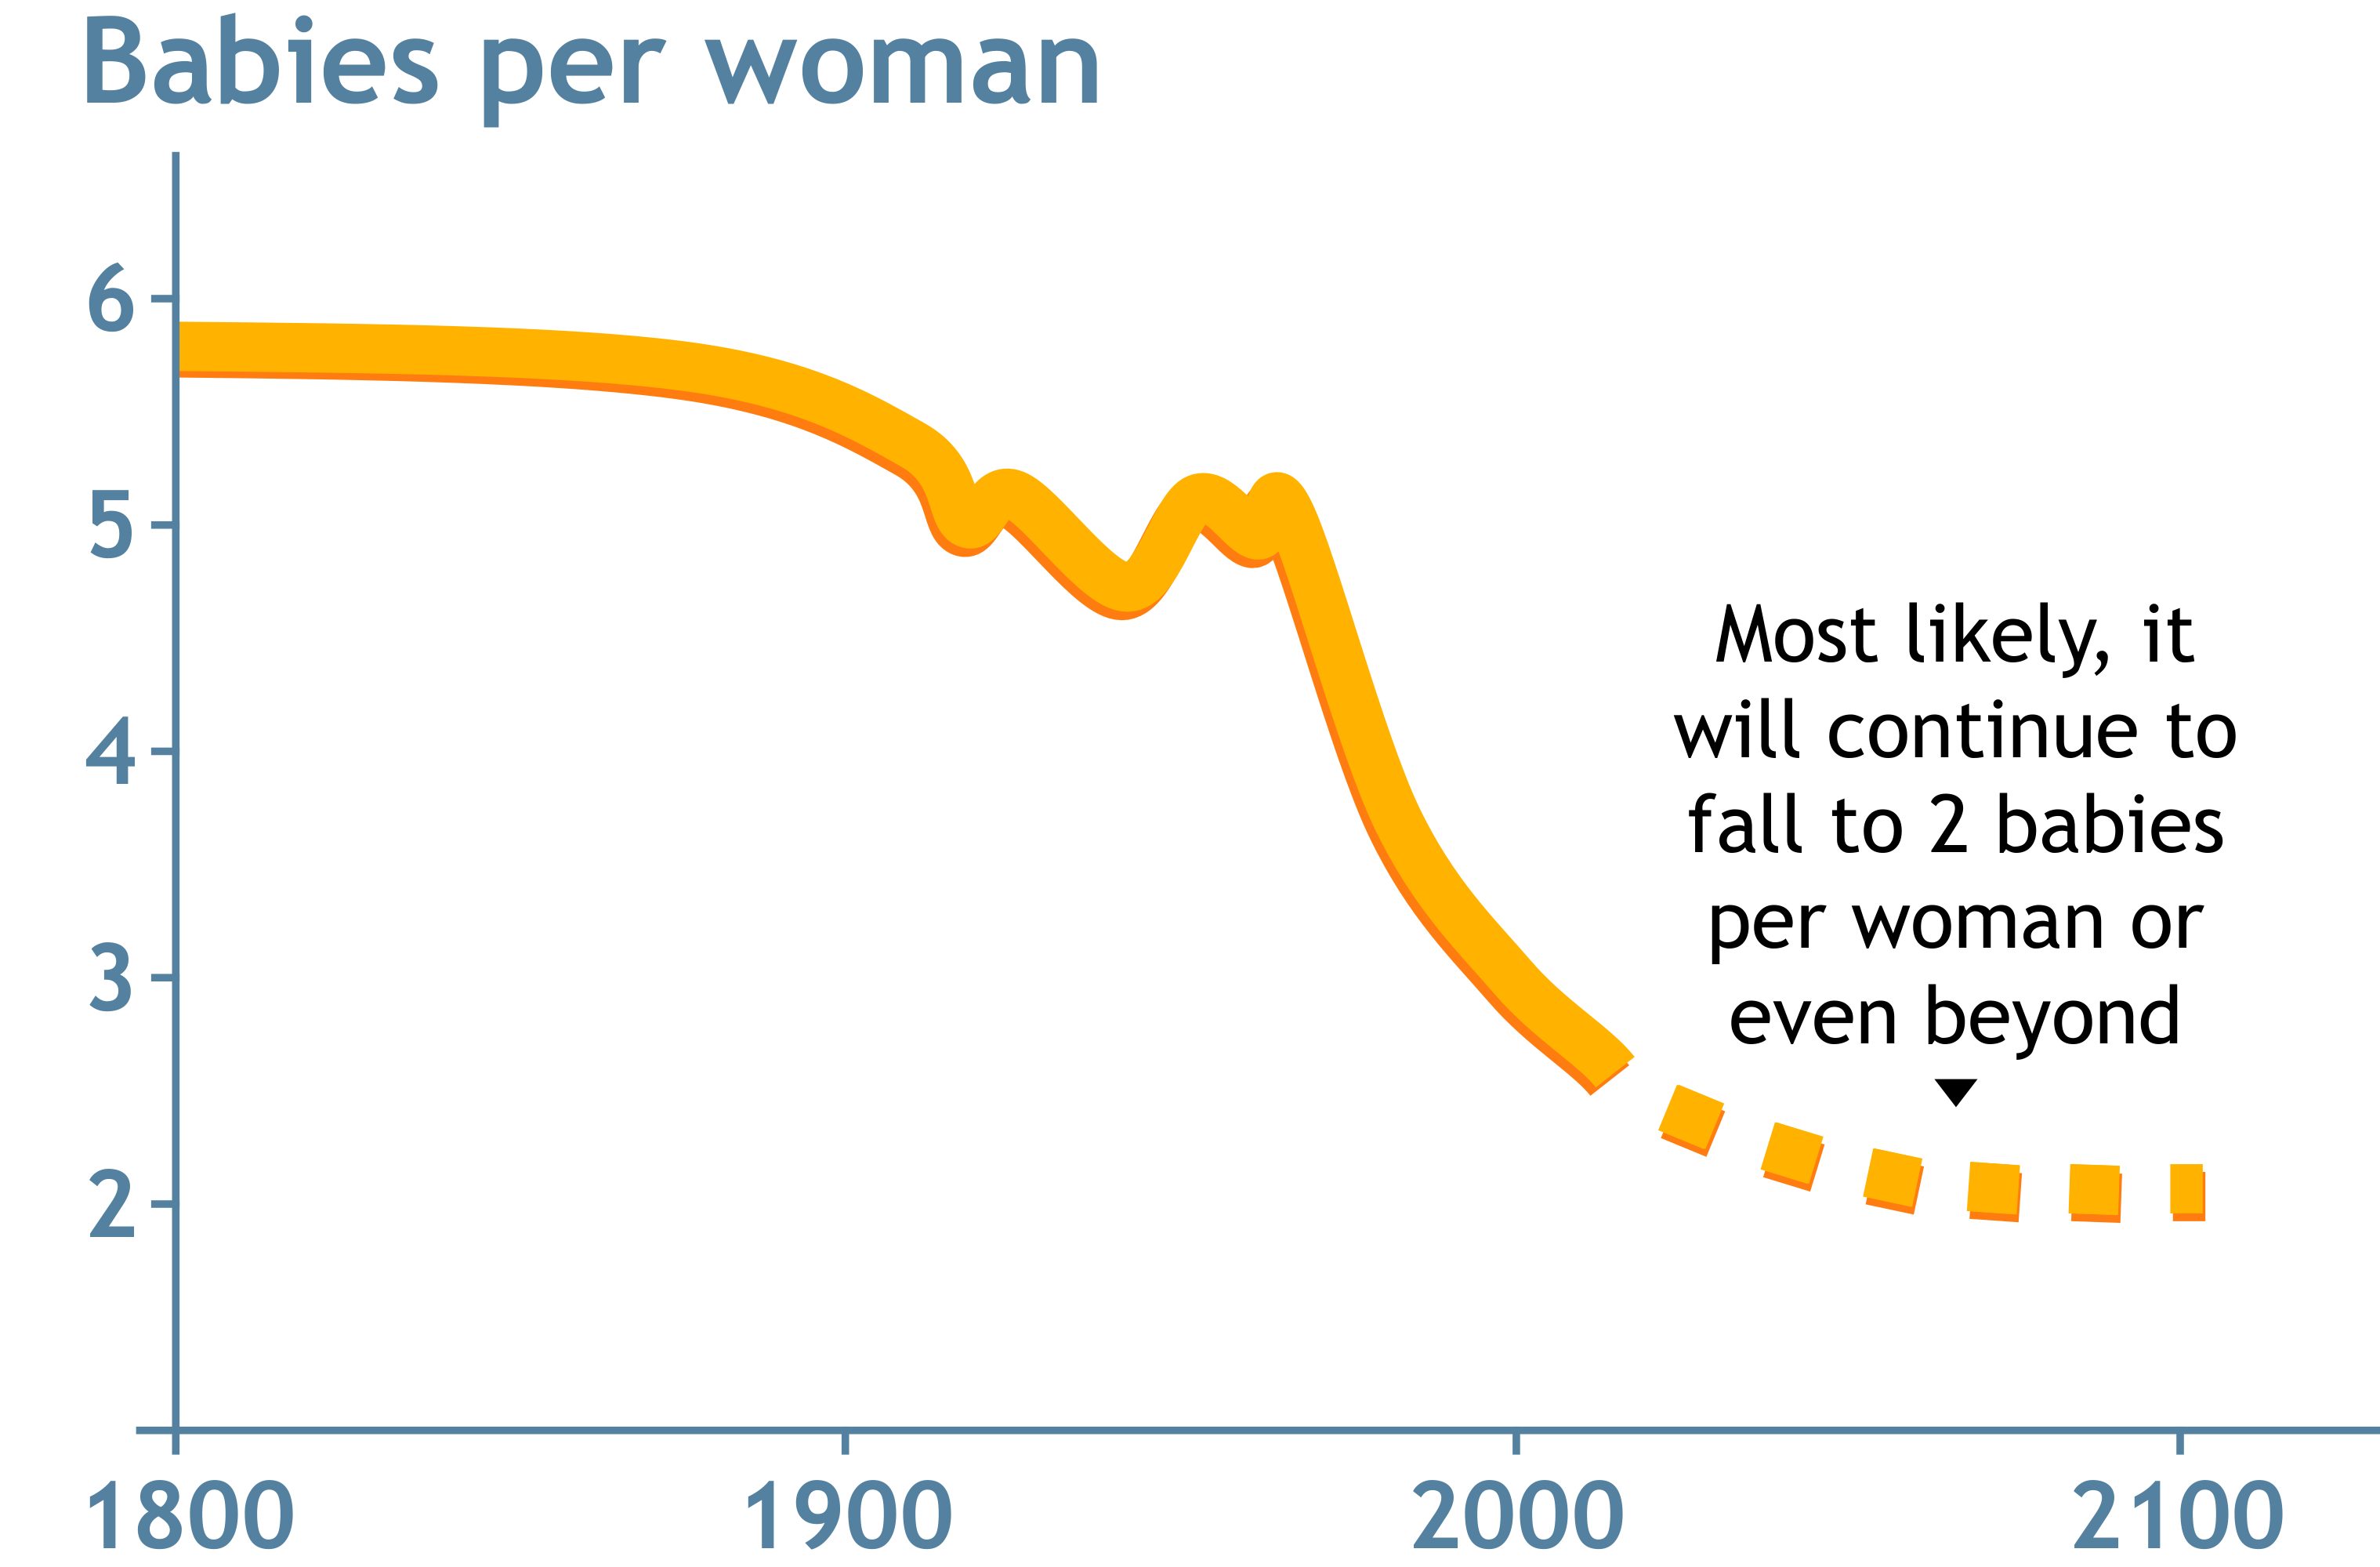 Babies per woman
6
5
Most likely, it
will continue to
4
fall to 2 babies
per woman or
3
even beyond
2
1800 1900 2000 2100